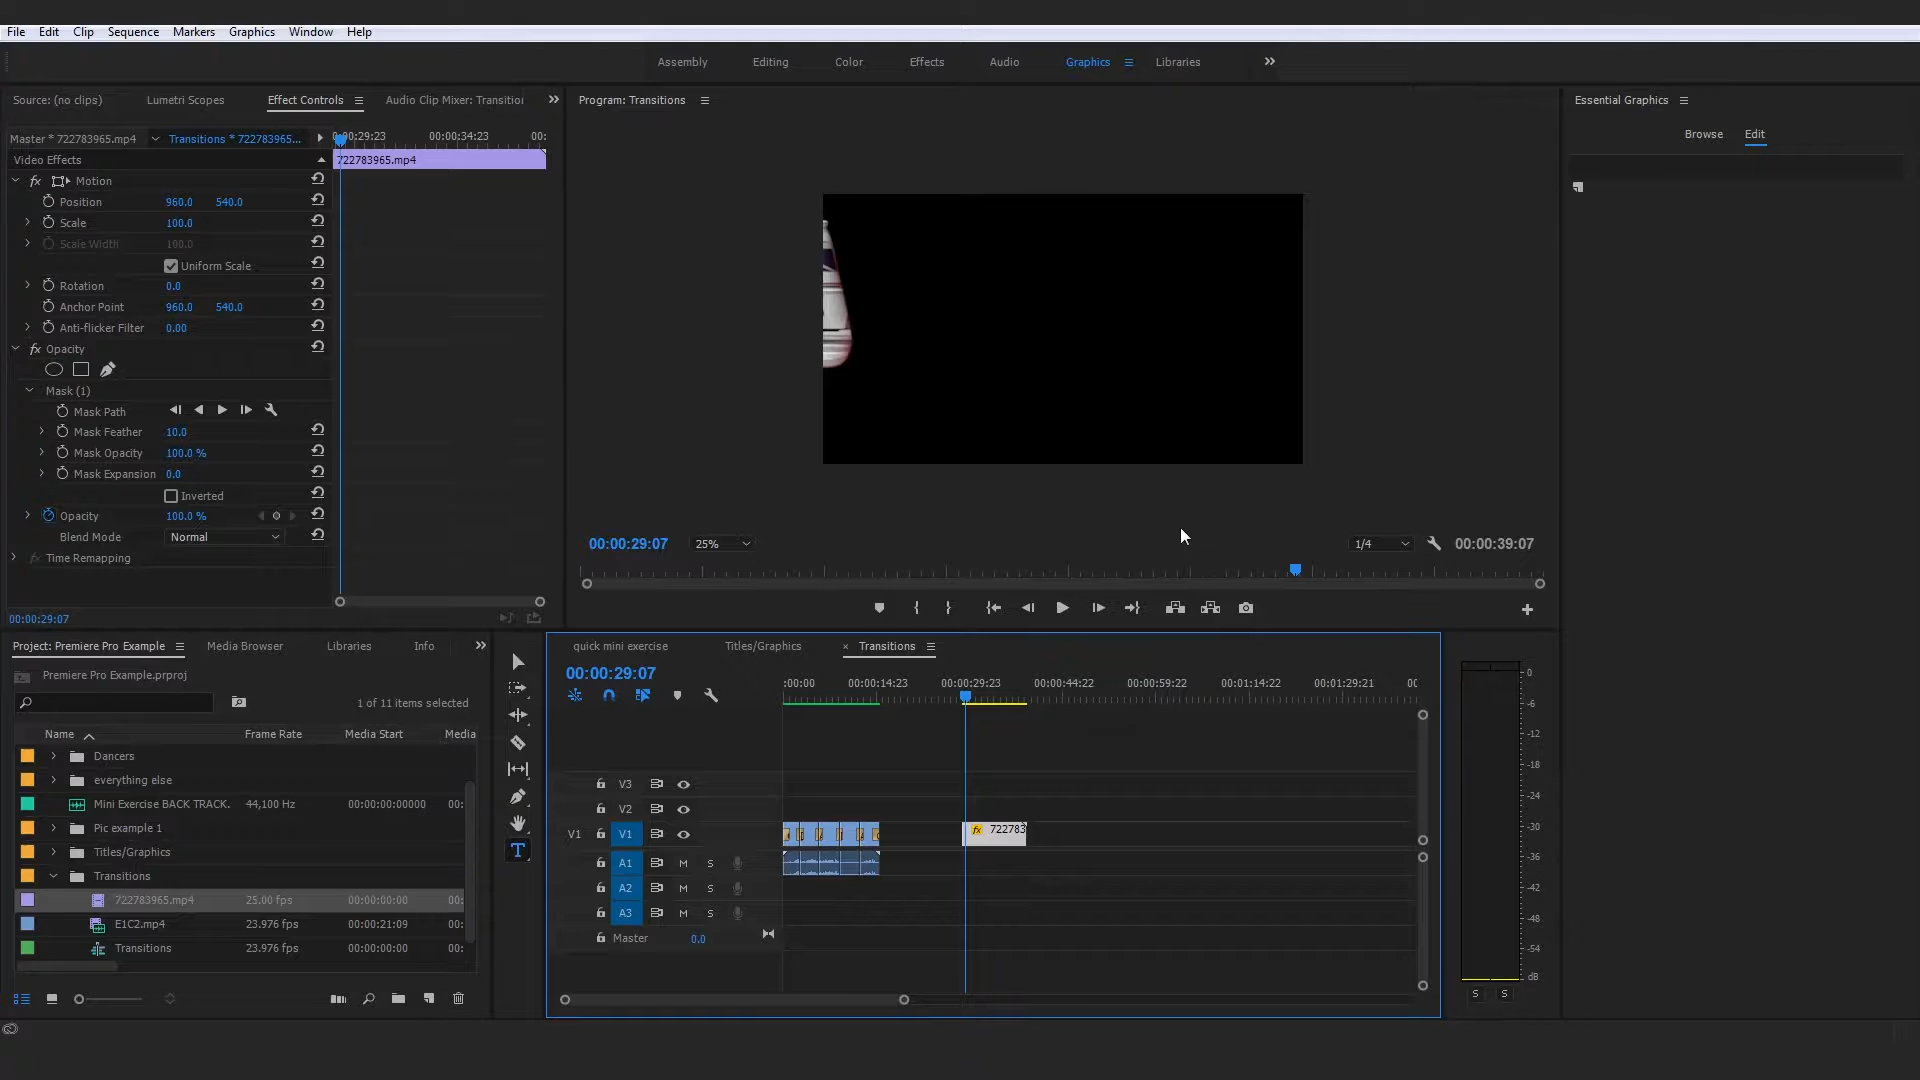 File Edit Clip Sequence Markers Graphics Window Help
Assembly Editing Color Effects Audio Graphics Libraries
Source: (no clips) Lumetri Scopes Effect Controls Audio Clip Mixer: Transition
Program: Transitions
Essential Graphics
Browse Edit
Master * 722783965.mp4 Transitions * 722783965...
00:00:34:23 00:
Video Effects
722783965.mp4
fx Motion
Position 960.0 540.0
Scale 100.0
Scale Width 100.0
Uniform Scale
Rotation 0.0
Anchor Point 960.0 540.0
Anti-flicker Filter 0.00
fx Opacity
Mask (1)
Mask Path
Mask Feather 10.0
Mask Opacity 100.0 %
Mask Expansion 0.0
Inverted
Opacity 100.0 %
Blend Mode Normal
fx Time Remapping
00:00:29:07
00:00:29:07 25% 1/4 00:00:39:07
Project: Premiere Pro Example Media Browser Libraries Info
Premiere Pro Example.prproj
1 of 11 items selected
Name Frame Rate Media Start Media
Dancers
everything else
Mini Exercise BACK TRACK. 44,100 Hz 00:00:00:00000 00:
Pic example 1
Titles/Graphics
Transitions
722783965.mp4 25.00 fps 00:00:00:00 00:
E1C2.mp4 23.976 fps 00:00:21:09 00:
Transitions 23.976 fps 00:00:00:00 00:
T
quick mini exercise Titles/Graphics × Transitions
00:00:29:07
:00:00 00:00:14:23 00:00:29:23 00:00:44:22 00:00:59:22 00:01:14:22 00:01:29:21
V3
V2
V1 V1 fx 722783
A1 M S
A2 M S
A3 M S
Master 0.0
0
-6
-12
-18
-24
-30
-36
-42
-48
-54
dB
S S